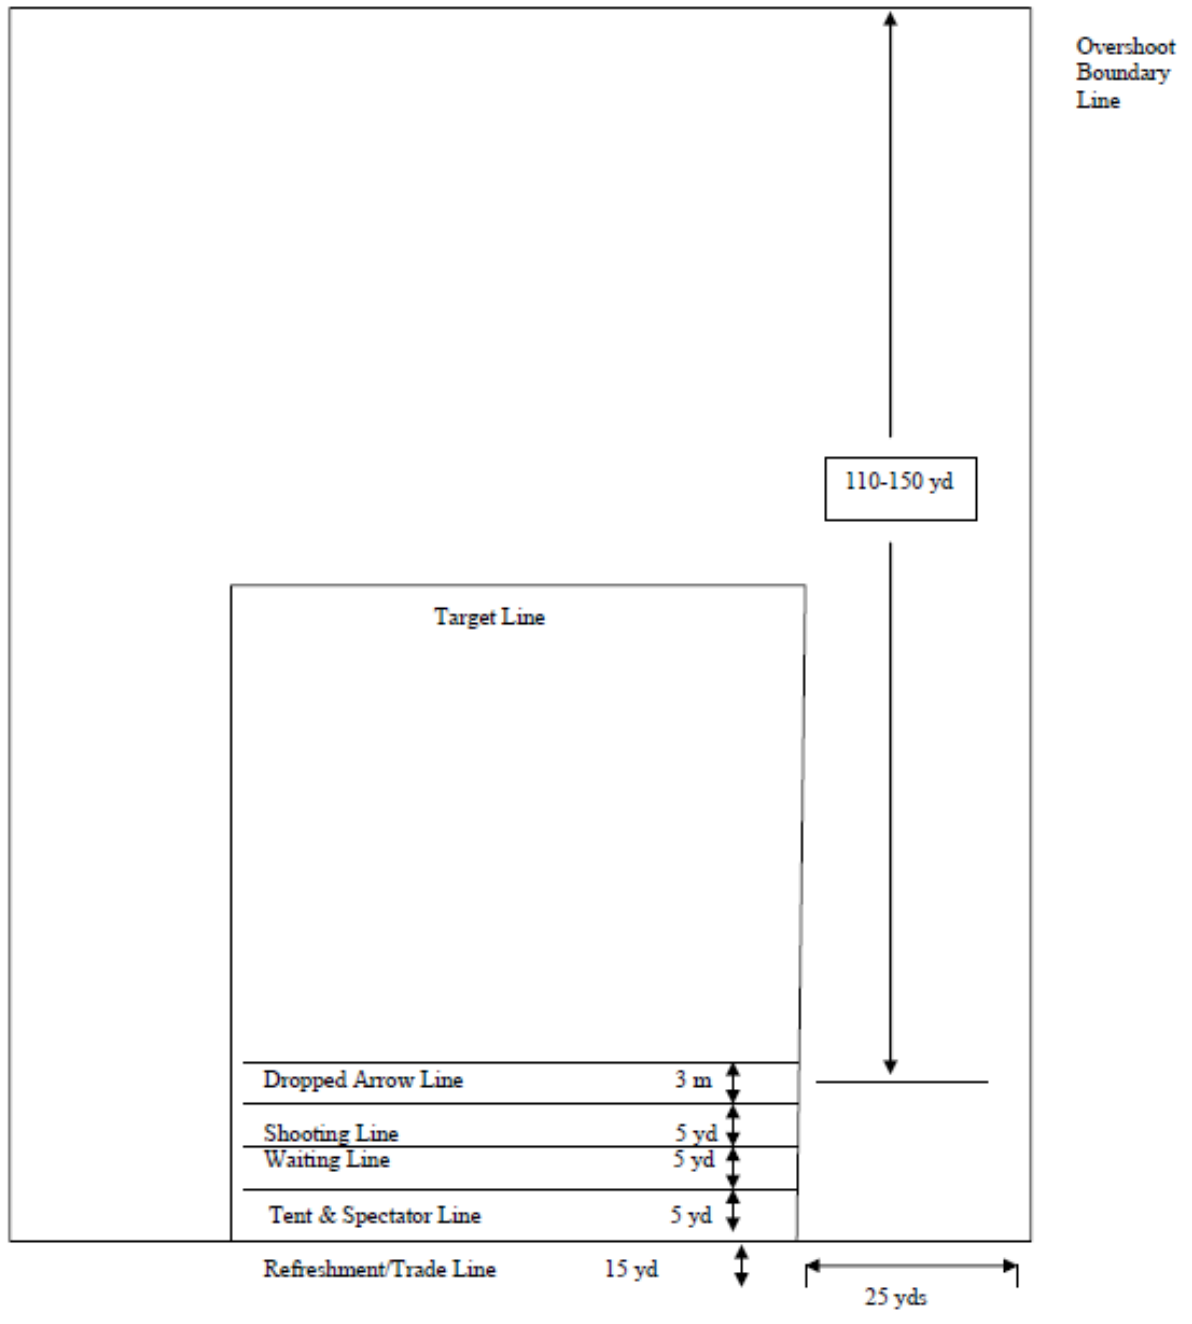 Overshoot
Boundary
Line
110-150 yd
Target Line
Dropped Arrow Line 3 m
Shooting Line 5 yd
Waiting Line 5 yd
Tent & Spectator Line 5 yd
Refreshment/Trade Line 15 yd
25 yds